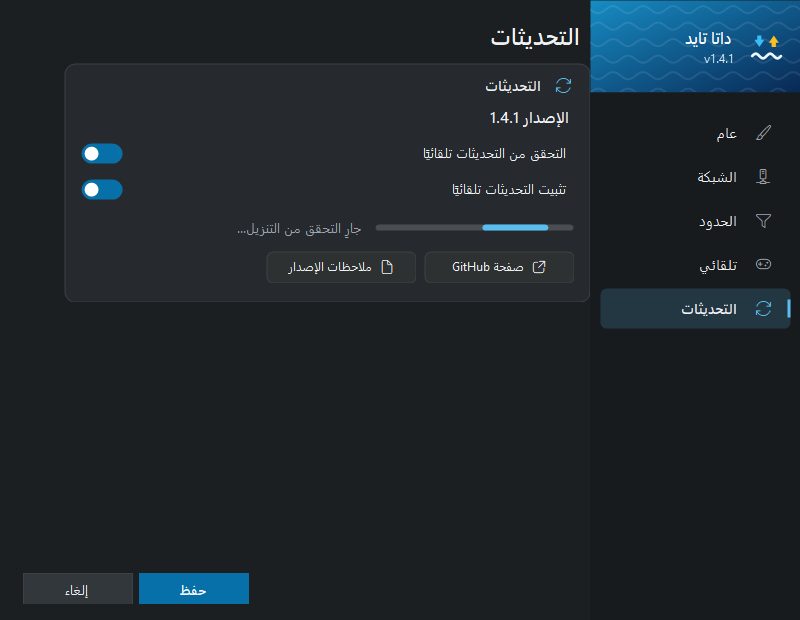 داتا تايد
v1.4.1
عام
الشبكة
الحدود
تلقائي
التحديثات
التحديثات
التحديثات
الإصدار 1.4.1
التحقق من التحديثات تلقائيًا
تثبيت التحديثات تلقائيًا
جارٍ التحقق من التنزيل...
صفحة GitHub
ملاحظات الإصدار
حفظ
إلغاء